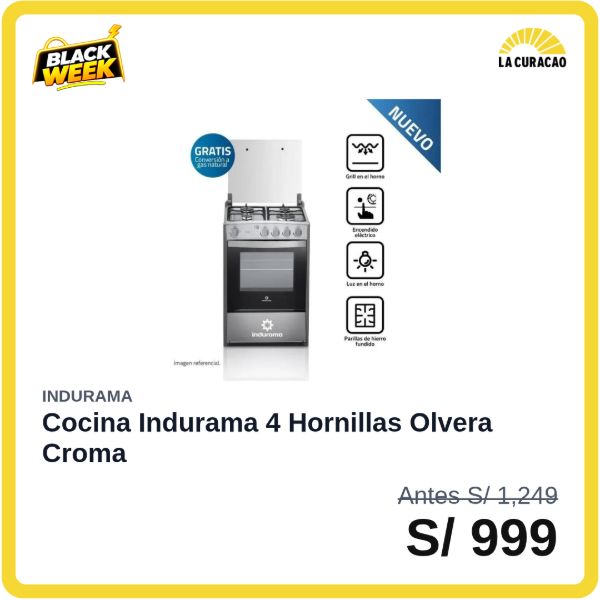 BLACK
WEEK
LA CURACAO
NUEVO
GRATIS
Conversión a
gas natural
Grill en el horno
Encendido
eléctrico
Luz en el horno
Parillas de hierro
fundido
indurama
Imagen referencial.
INDURAMA
Cocina Indurama 4 Hornillas Olvera
Croma
Antes S/ 1,249
S/ 999